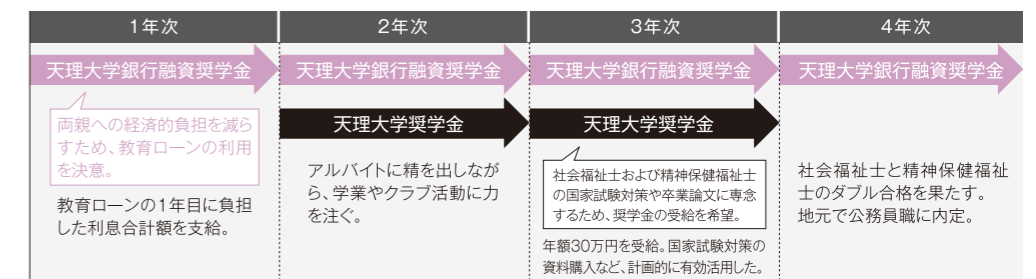 1年次
2年次
3年次
4年次
天理大学銀行融資奨学金
天理大学銀行融資奨学金
天理大学銀行融資奨学金
天理大学銀行融資奨学金
両親への経済的負担を減ら
すため、教育ローンの利用
を決意。
教育ローンの1年目に負担
した利息合計額を支給。
天理大学奨学金
アルバイトに精を出しなが
ら、学業やクラブ活動に力
を注ぐ。
天理大学奨学金
社会福祉士および精神保健福祉士
の国家試験対策や卒業論文に専念
するため、奨学金の受給を希望。
年額30万円を受給。国家試験対策の
資料購入など、計画的に有効活用した。
社会福祉士と精神保健福祉
士のダブル合格を果たす。
地元で公務員職に内定。